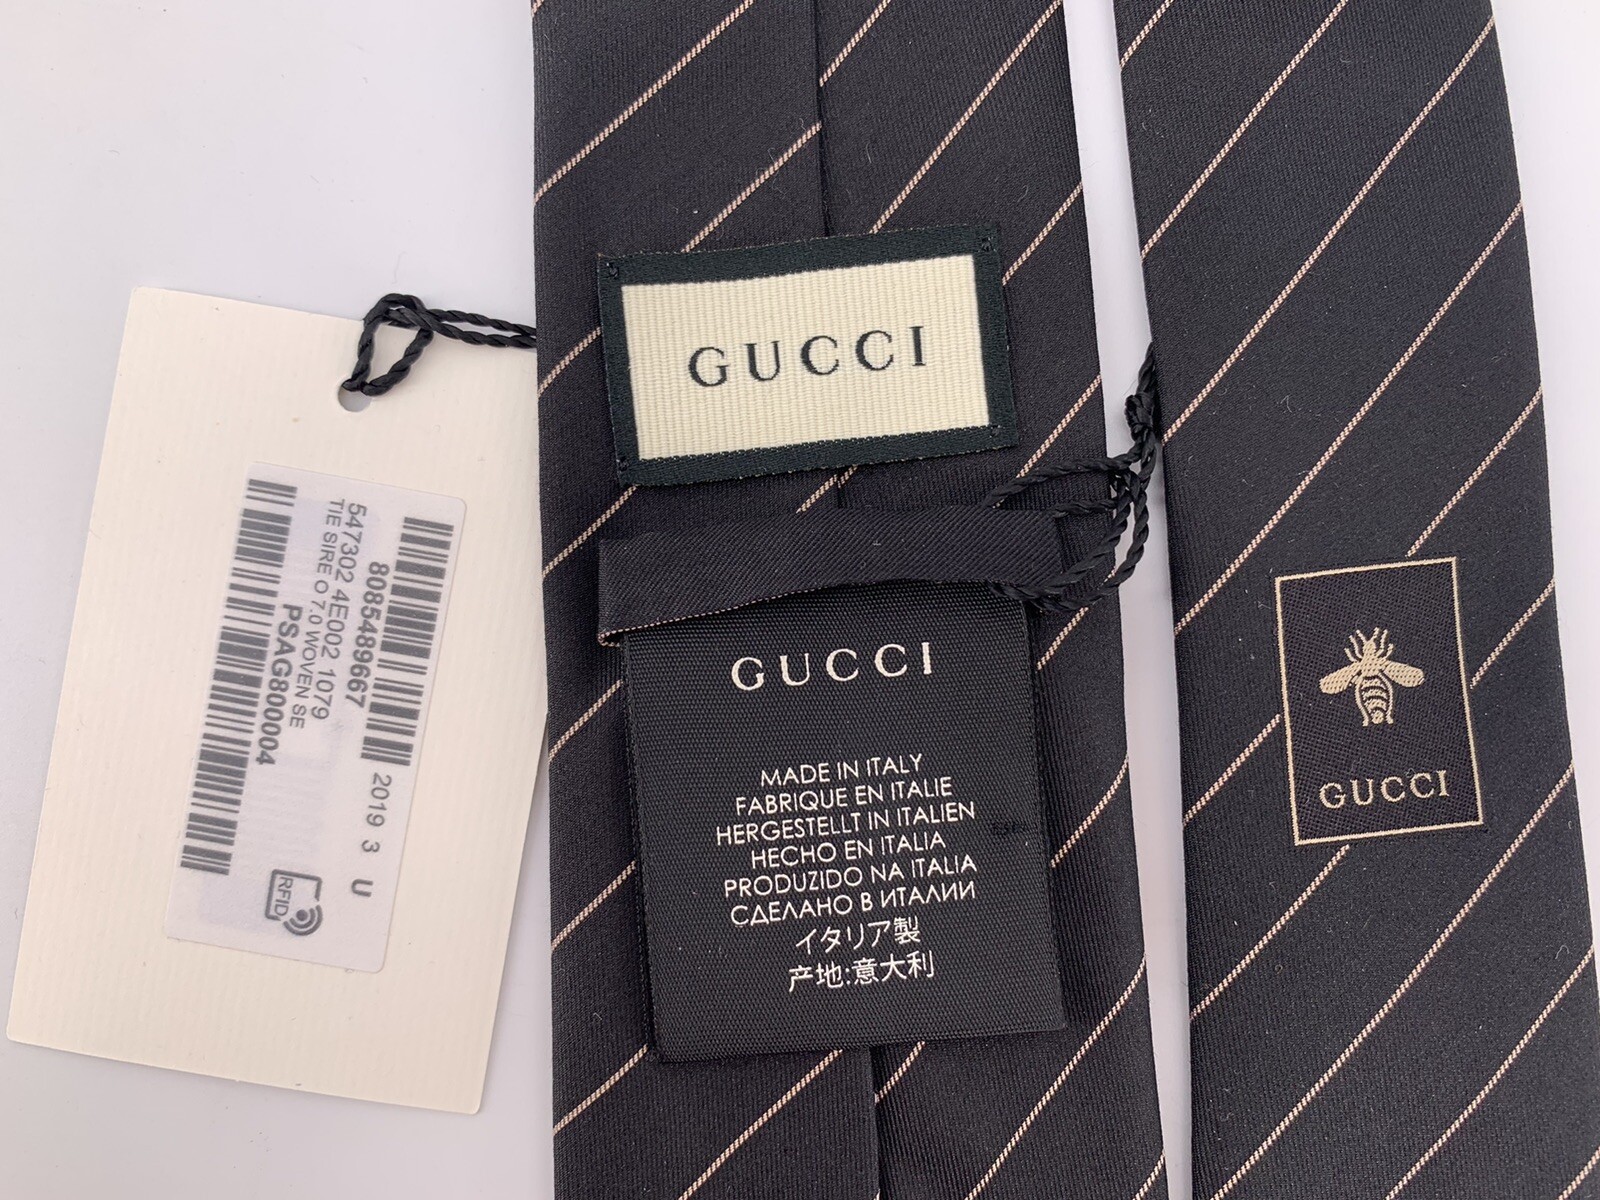 GUCCI
GUCCI
MADE IN ITALY
FABRIQUE EN ITALIE
HERGESTELLT IN ITALIEN
HECHO EN ITALIA
PRODUZIDO NA ITALIA
СДЕЛАНО В ИТАЛИИ
イタリア製
产地:意大利
GUCCI
8085489667
547302 4E002 1079
TIE SIRE O 7.0 WOVEN SE
PSAG800004
2019 3 U
RFID